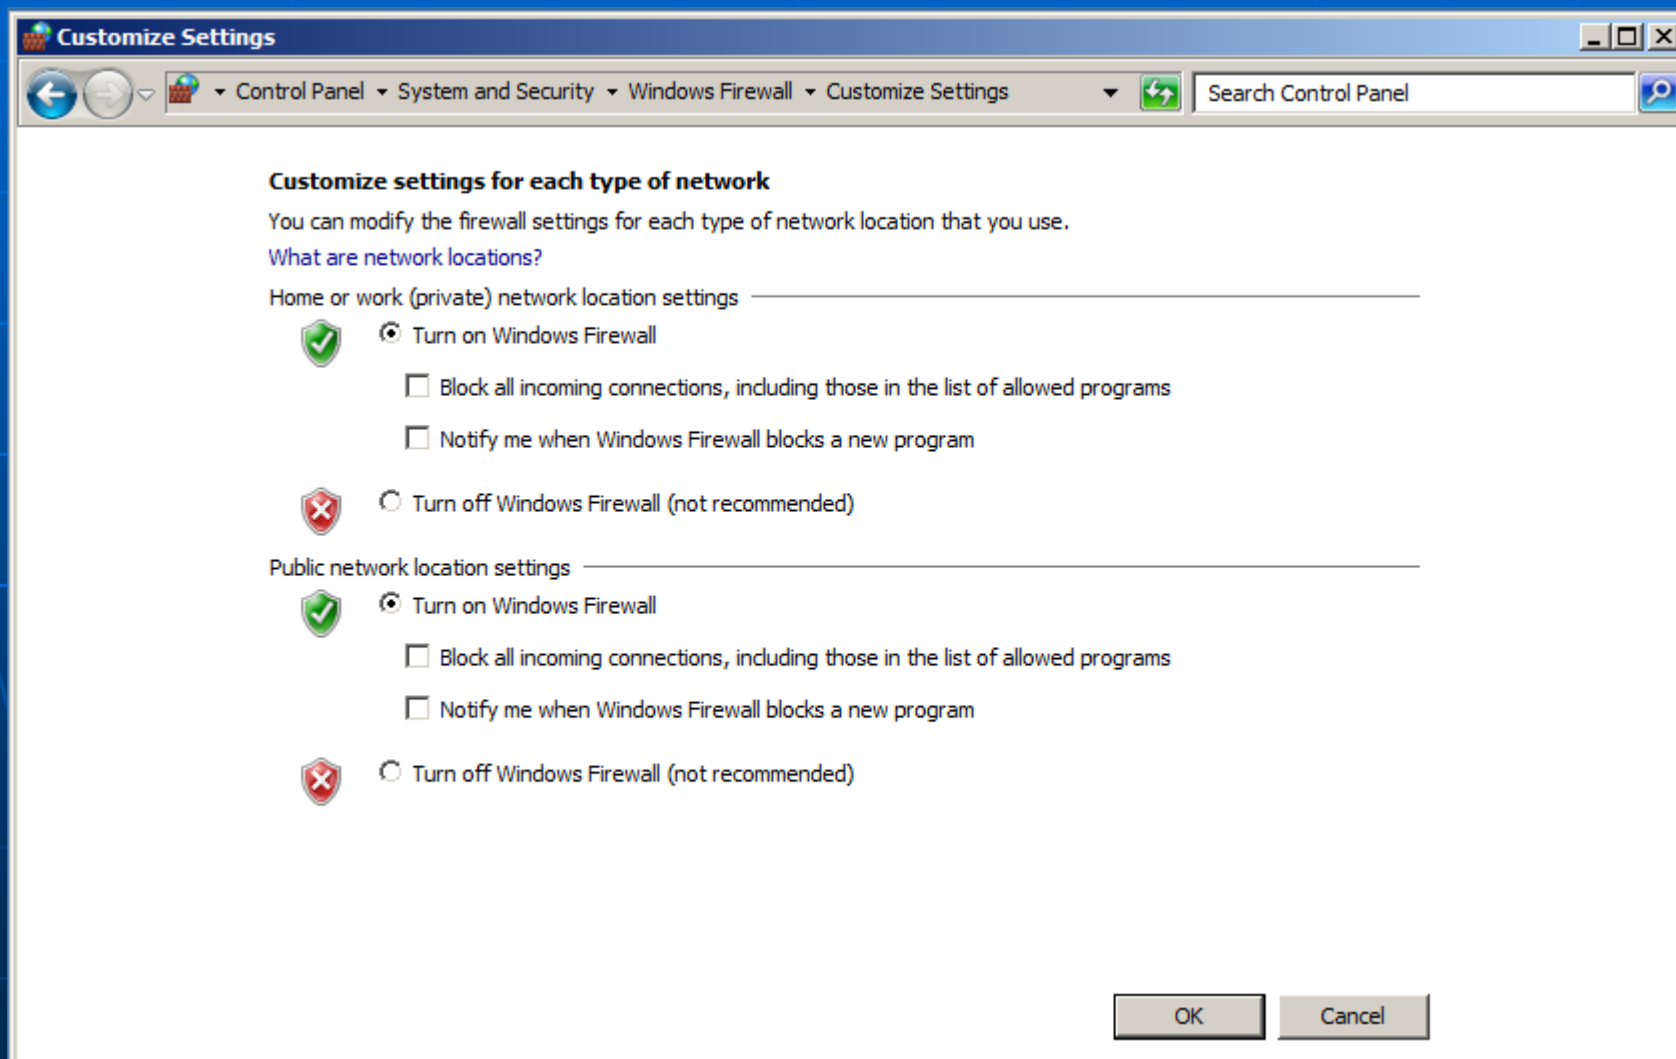 Customize Settings
Control Panel System and Security Windows Firewall Customize Settings Search Control Panel
Customize settings for each type of network
You can modify the firewall settings for each type of network location that you use.
What are network locations?
Home or work (private) network location settings
Turn on Windows Firewall
Block all incoming connections, including those in the list of allowed programs
Notify me when Windows Firewall blocks a new program
Turn off Windows Firewall (not recommended)
Public network location settings
Turn on Windows Firewall
Block all incoming connections, including those in the list of allowed programs
Notify me when Windows Firewall blocks a new program
Turn off Windows Firewall (not recommended)
OK Cancel